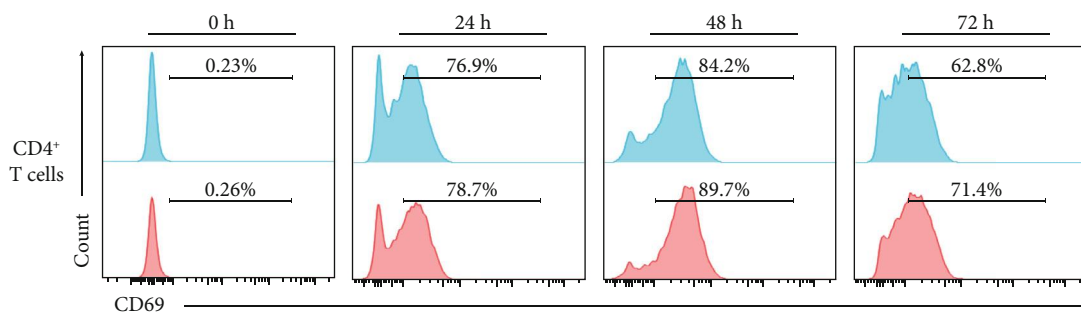 0 h 24 h 48 h 72 h
0.23% 76.9% 84.2% 62.8%
CD4⁺
T cells
0.26% 78.7% 89.7% 71.4%
Count
CD69